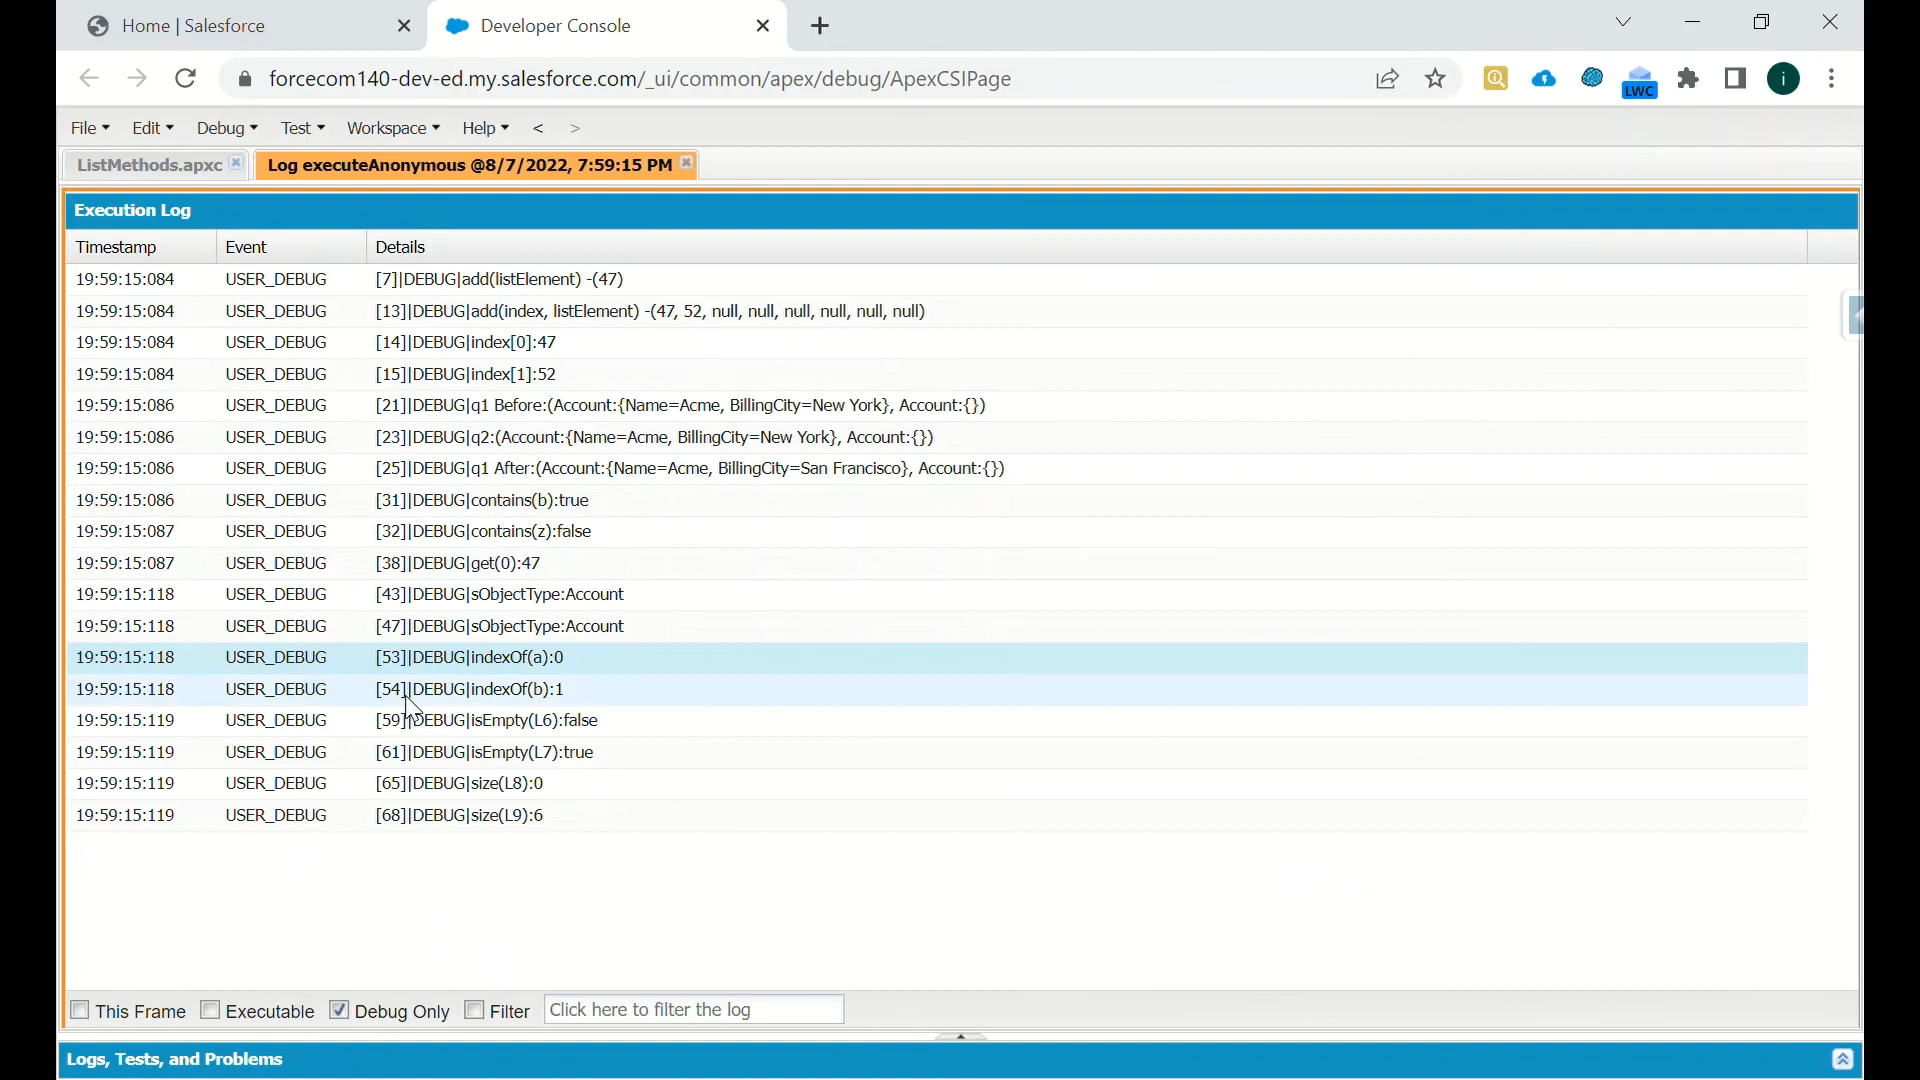 Home | Salesforce
Developer Console
forcecom140-dev-ed.my.salesforce.com/_ui/common/apex/debug/ApexCSIPage
LWC
i
File Edit Debug Test Workspace Help < >
ListMethods.apxc
Log executeAnonymous @8/7/2022, 7:59:15 PM
Execution Log
Timestamp Event Details
19:59:15:084 USER_DEBUG [7]|DEBUG|add(listElement) -(47)
19:59:15:084 USER_DEBUG [13]|DEBUG|add(index, listElement) -(47, 52, null, null, null, null, null, null)
19:59:15:084 USER_DEBUG [14]|DEBUG|index[0]:47
19:59:15:084 USER_DEBUG [15]|DEBUG|index[1]:52
19:59:15:086 USER_DEBUG [21]|DEBUG|q1 Before:(Account:{Name=Acme, BillingCity=New York}, Account:{})
19:59:15:086 USER_DEBUG [23]|DEBUG|q2:(Account:{Name=Acme, BillingCity=New York}, Account:{})
19:59:15:086 USER_DEBUG [25]|DEBUG|q1 After:(Account:{Name=Acme, BillingCity=San Francisco}, Account:{})
19:59:15:086 USER_DEBUG [31]|DEBUG|contains(b):true
19:59:15:087 USER_DEBUG [32]|DEBUG|contains(z):false
19:59:15:087 USER_DEBUG [38]|DEBUG|get(0):47
19:59:15:118 USER_DEBUG [43]|DEBUG|sObjectType:Account
19:59:15:118 USER_DEBUG [47]|DEBUG|sObjectType:Account
19:59:15:118 USER_DEBUG [53]|DEBUG|indexOf(a):0
19:59:15:118 USER_DEBUG [54]|DEBUG|indexOf(b):1
19:59:15:119 USER_DEBUG [59]|DEBUG|isEmpty(L6):false
19:59:15:119 USER_DEBUG [61]|DEBUG|isEmpty(L7):true
19:59:15:119 USER_DEBUG [65]|DEBUG|size(L8):0
19:59:15:119 USER_DEBUG [68]|DEBUG|size(L9):6
This Frame Executable Debug Only Filter Click here to filter the log
Logs, Tests, and Problems